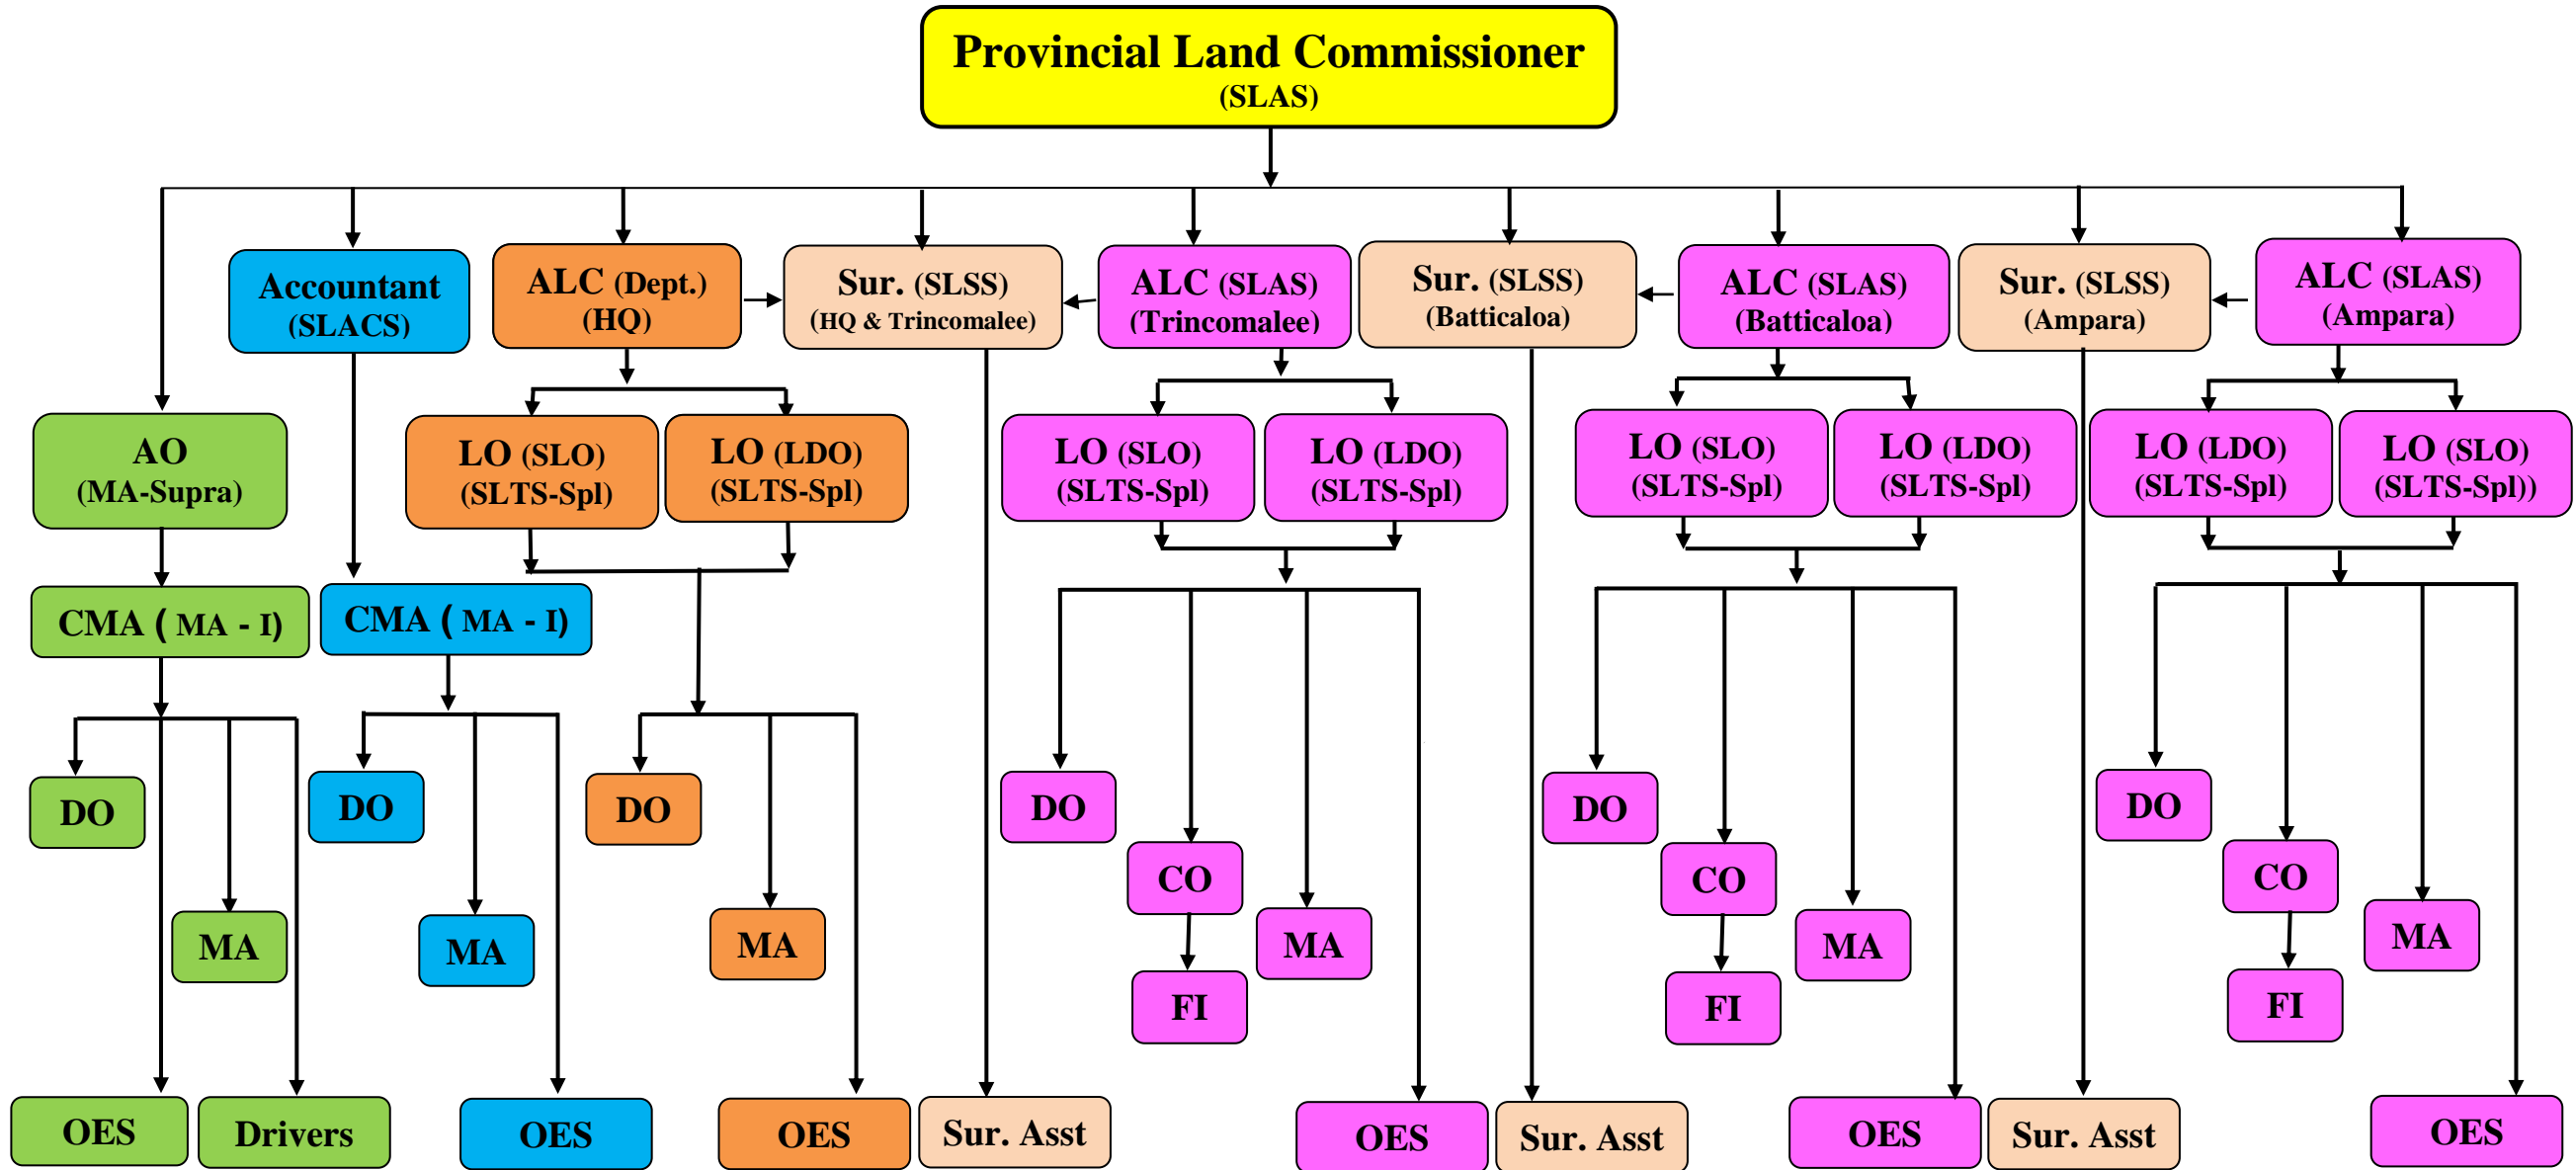 Provincial Land Commissioner
(SLAS)
Accountant
(SLACS)
ALC (Dept.)
(HQ)
Sur. (SLSS)
(HQ & Trincomalee)
ALC (SLAS)
(Trincomalee)
Sur. (SLSS)
(Batticaloa)
ALC (SLAS)
(Batticaloa)
Sur. (SLSS)
(Ampara)
ALC (SLAS)
(Ampara)
AO
(MA-Supra)
LO (SLO)
(SLTS-Spl)
LO (LDO)
(SLTS-Spl)
LO (SLO)
(SLTS-Spl)
LO (LDO)
(SLTS-Spl)
LO (SLO)
(SLTS-Spl)
LO (LDO)
(SLTS-Spl)
LO (LDO)
(SLTS-Spl)
LO (SLO)
(SLTS-Spl))
CMA ( MA - I)
CMA ( MA - I)
DO
DO
DO
DO
DO
DO
CO
CO
CO
MA
MA
MA
MA
MA
MA
FI
FI
FI
OES
Drivers
OES
OES
Sur. Asst
OES
Sur. Asst
OES
Sur. Asst
OES